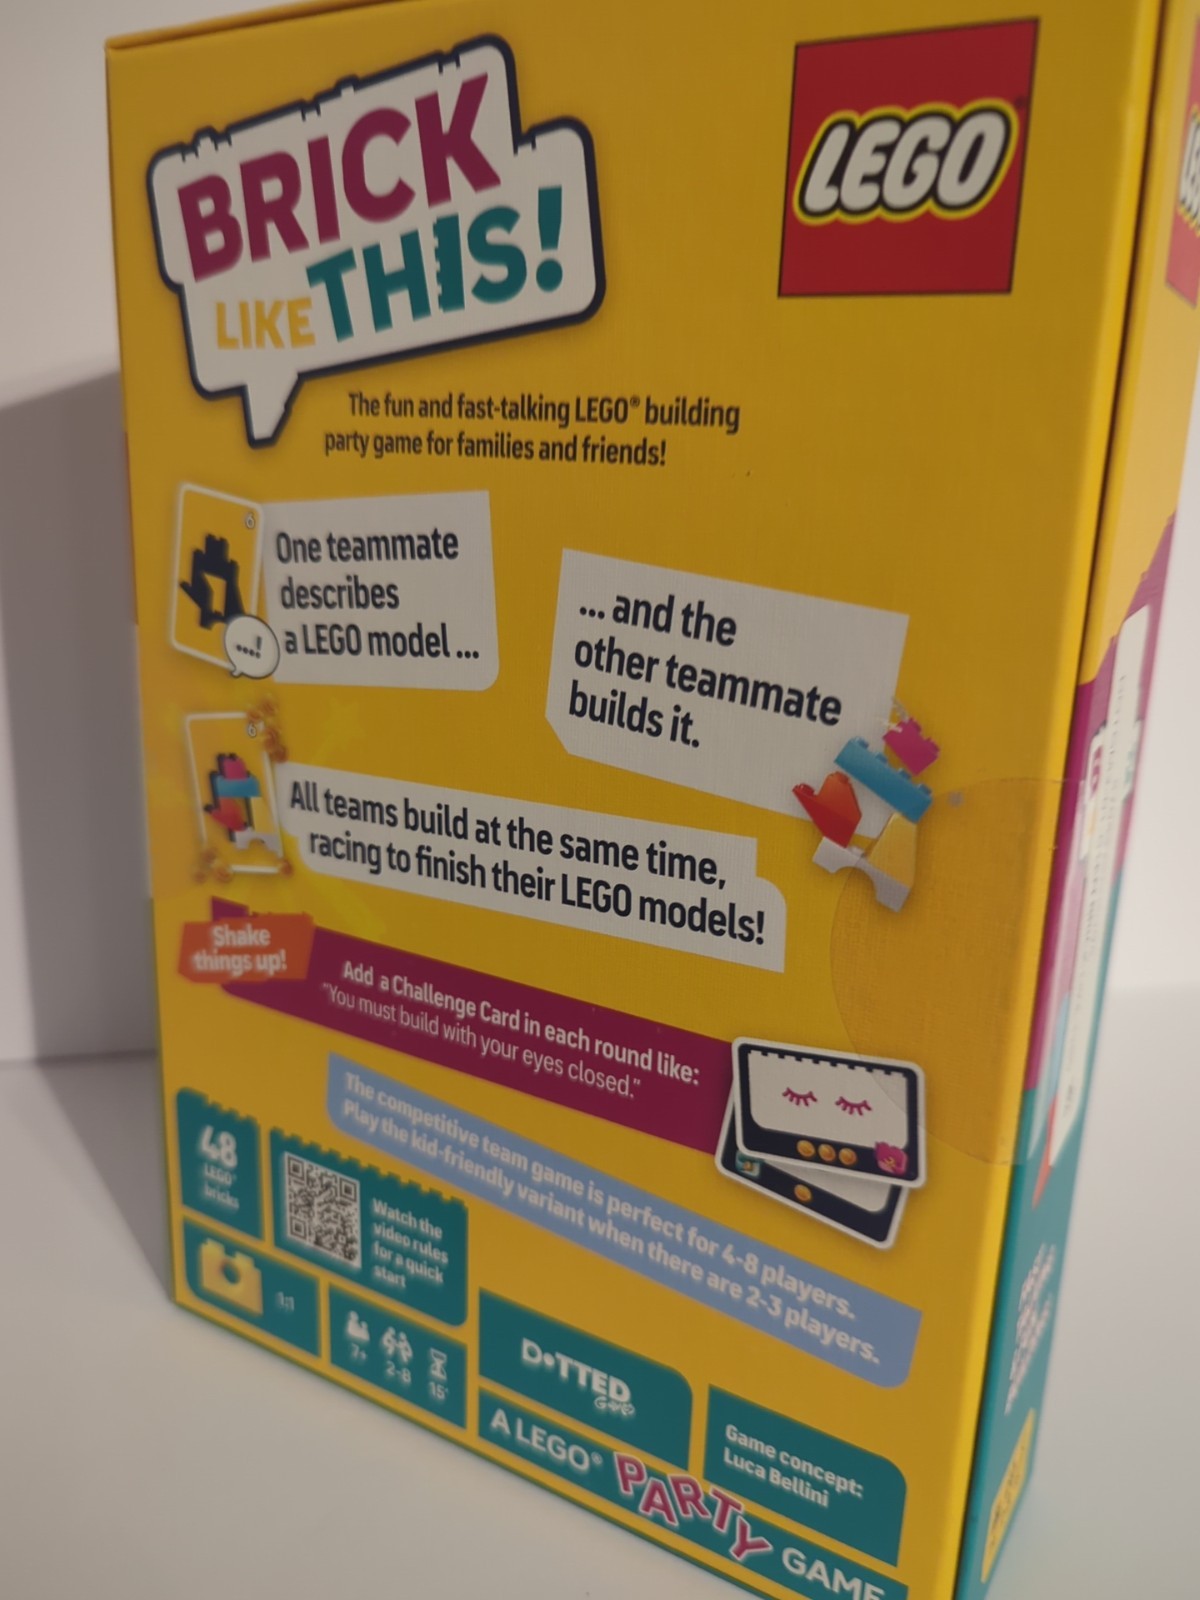 BRICK
LIKE THIS!
LEGO
The fun and fast-talking LEGO® building
party game for families and friends!
6
One teammate
describes
a LEGO model ...
...!
... and the
other teammate
builds it.
6
All teams build at the same time,
racing to finish their LEGO models!
Shake
things up!
Add a Challenge Card in each round like:
"You must build with your eyes closed."
The competitive team game is perfect for 4-8 players.
Play the kid-friendly variant when there are 2-3 players.
48
LEGO®
bricks
Watch the
video rules
for a quick
start
1:1
7+
2-8
15'
DOTTED
Game concept:
Luca Bellini
A LEGO® PARTY GAME